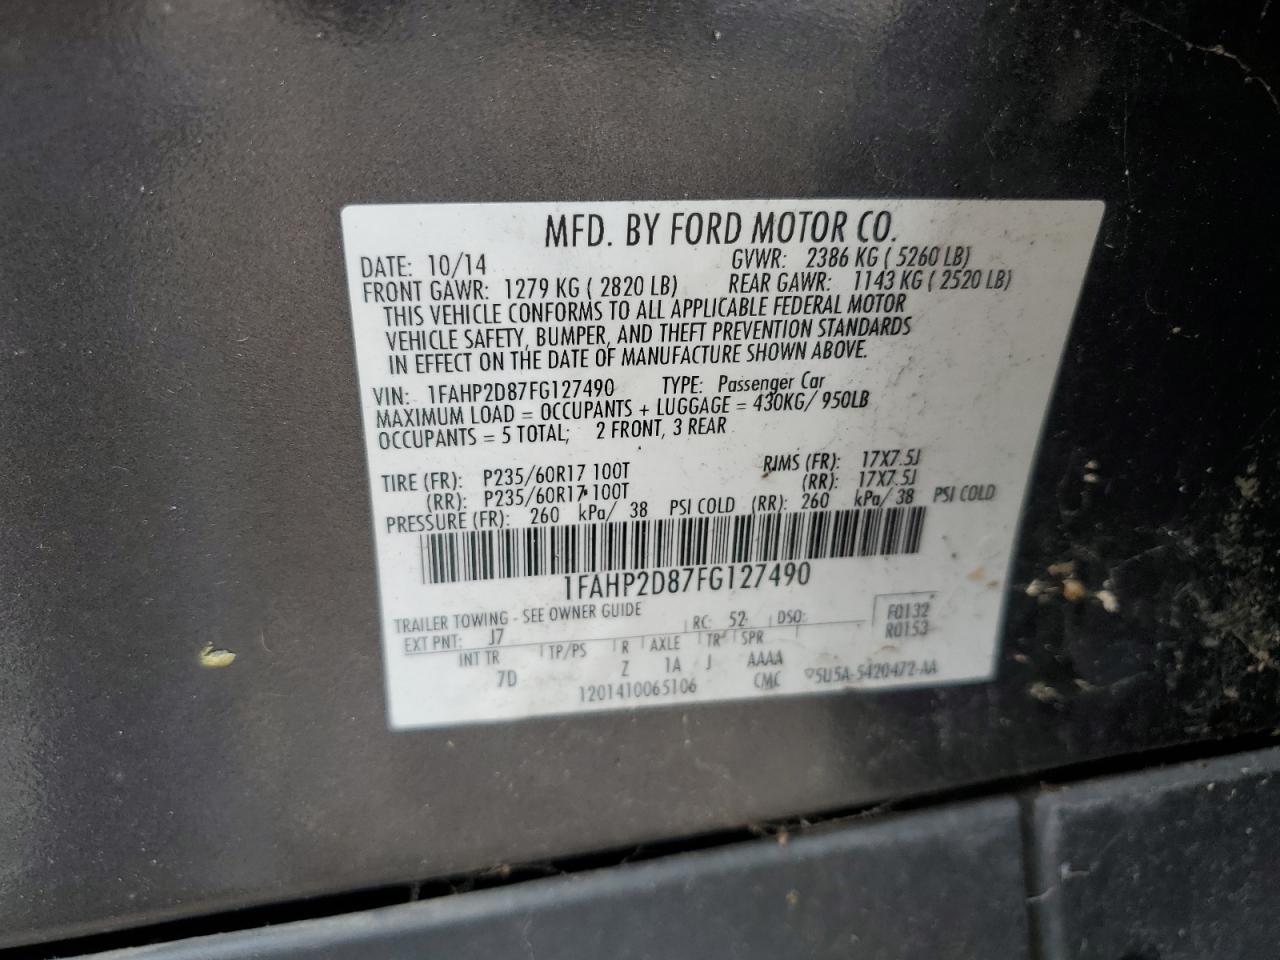 MFD. BY FORD MOTOR CO.
DATE: 10/14 GVWR: 2386 KG ( 5260 LB)
FRONT GAWR: 1279 KG ( 2820 LB) REAR GAWR: 1143 KG ( 2520 LB)
THIS VEHICLE CONFORMS TO ALL APPLICABLE FEDERAL MOTOR
VEHICLE SAFETY, BUMPER, AND THEFT PREVENTION STANDARDS
IN EFFECT ON THE DATE OF MANUFACTURE SHOWN ABOVE.
VIN: 1FAHP2D87FG127490 TYPE: Passenger Car
MAXIMUM LOAD = OCCUPANTS + LUGGAGE = 430KG/ 950LB
OCCUPANTS = 5 TOTAL; 2 FRONT, 3 REAR
TIRE (FR): P235/60R17 100T RIMS (FR): 17X7.5J
(RR): P235/60R17 100T (RR): 17X7.5J
PRESSURE (FR): 260 kPa/ 38 PSI COLD (RR): 260 kPa/ 38 PSI COLD
1FAHP2D87FG127490
TRAILER TOWING - SEE OWNER GUIDE
EXT PNT: J7 RC: 52 DSO: F0132
R0153
INT TR TP/PS R AXLE TR SPR
7D Z 1A J AAAA
1201410065106 CMC 5U5A-5420472-AA